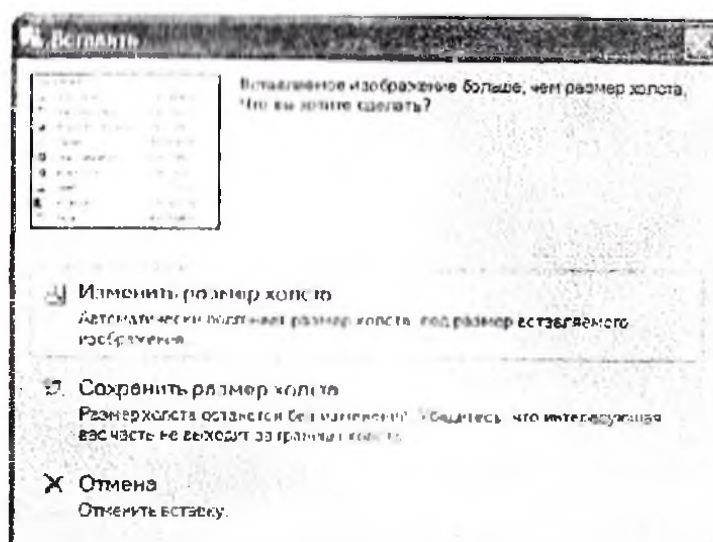 Вставить
Вставляемое изображение больше, чем размер холста.
Что вы хотите сделать?
Изменить размер холста
Автоматически размер холста под размер вставляемого
изображения
Сохранить размер холста
Размер холста останется без изменений. Убедитесь, что интересующая
вас часть не выходит за границы холста.
Отмена
Отменить вставку.